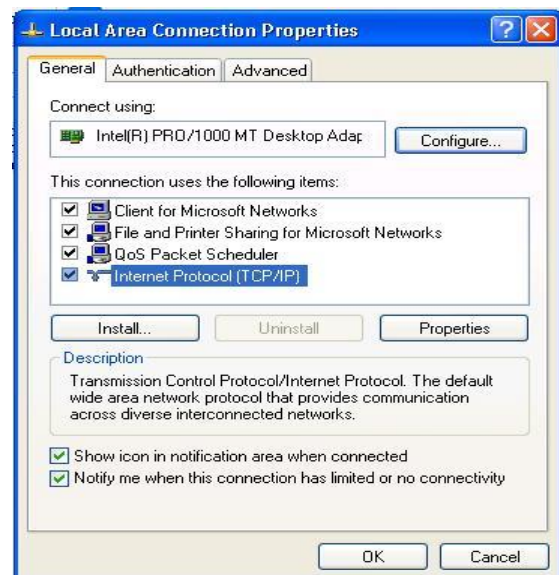 Local Area Connection Properties
General Authentication Advanced
Connect using:
Intel(R) PRO/1000 MT Desktop Adap
Configure...
This connection uses the following items:
Client for Microsoft Networks
File and Printer Sharing for Microsoft Networks
QoS Packet Scheduler
Internet Protocol (TCP/IP)
Install... Uninstall Properties
Description
Transmission Control Protocol/Internet Protocol. The default
wide area network protocol that provides communication
across diverse interconnected networks.
Show icon in notification area when connected
Notify me when this connection has limited or no connectivity
OK Cancel